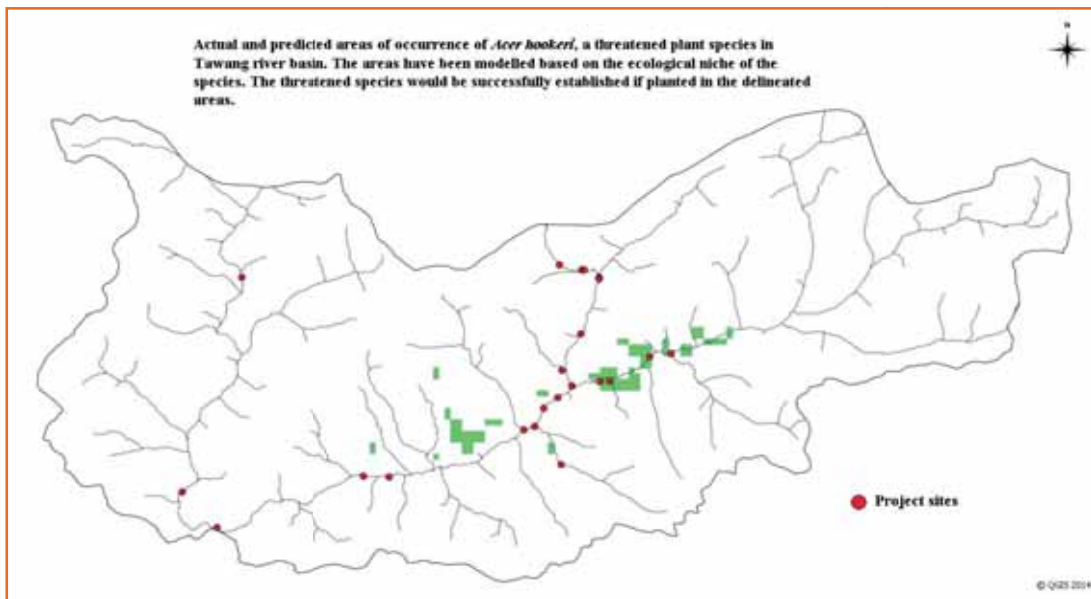 N
Actual and predicted areas of occurrence of Acer hookeri, a threatened plant species in
Tawang river basin. The areas have been modelled based on the ecological niche of the
species. The threatened species would be successfully established if planted in the delineated
areas.
Project sites
© QGIS 2014